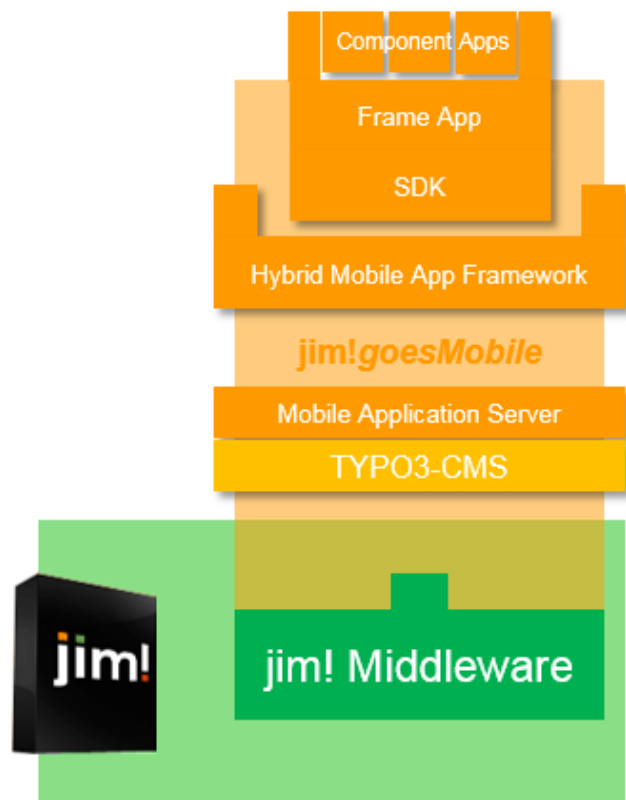 Component Apps
Frame App
SDK
Hybrid Mobile App Framework
jim!goesMobile
Mobile Application Server
TYPO3-CMS
jim!
jim! Middleware